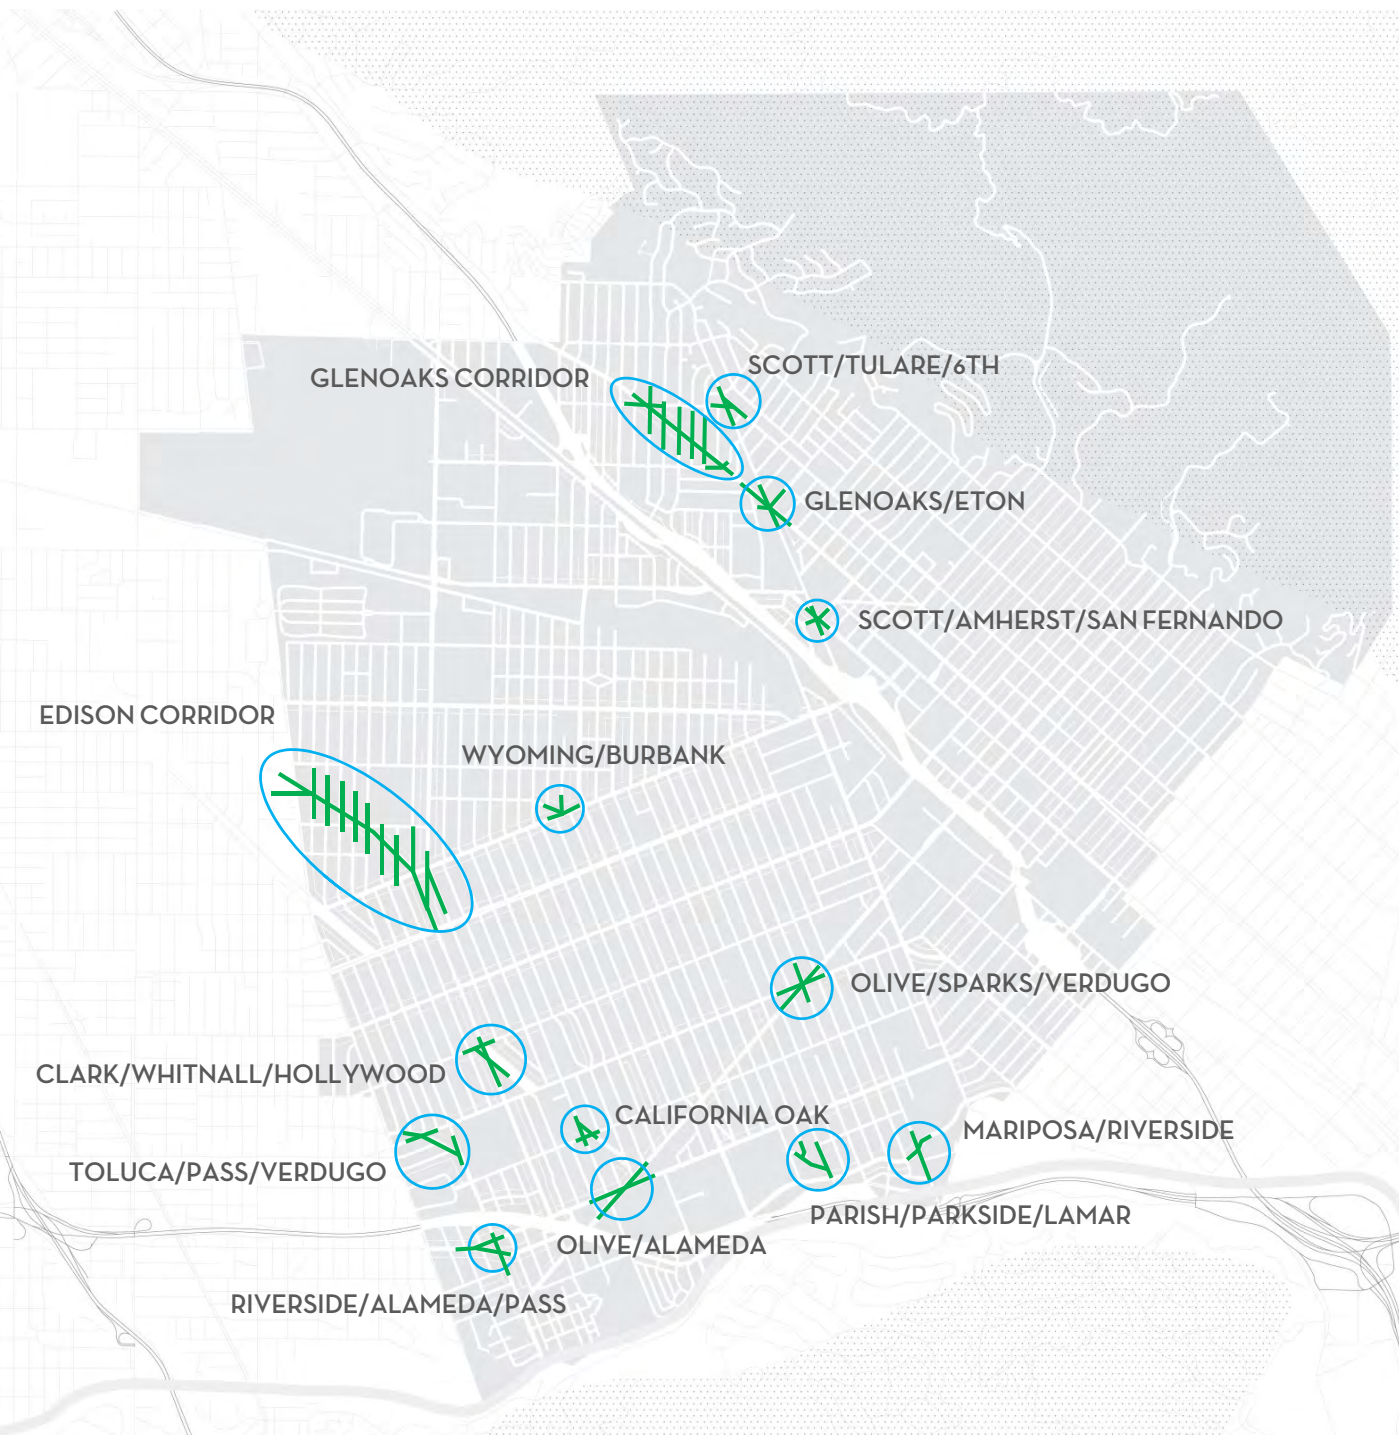 SCOTT/TULARE/6TH
GLENOAKS CORRIDOR
GLENOAKS/ETON
SCOTT/AMHERST/SAN FERNANDO
EDISON CORRIDOR
WYOMING/BURBANK
OLIVE/SPARKS/VERDUGO
CLARK/WHITNALL/HOLLYWOOD
CALIFORNIA OAK
MARIPOSA/RIVERSIDE
TOLUCA/PASS/VERDUGO
PARISH/PARKSIDE/LAMAR
OLIVE/ALAMEDA
RIVERSIDE/ALAMEDA/PASS